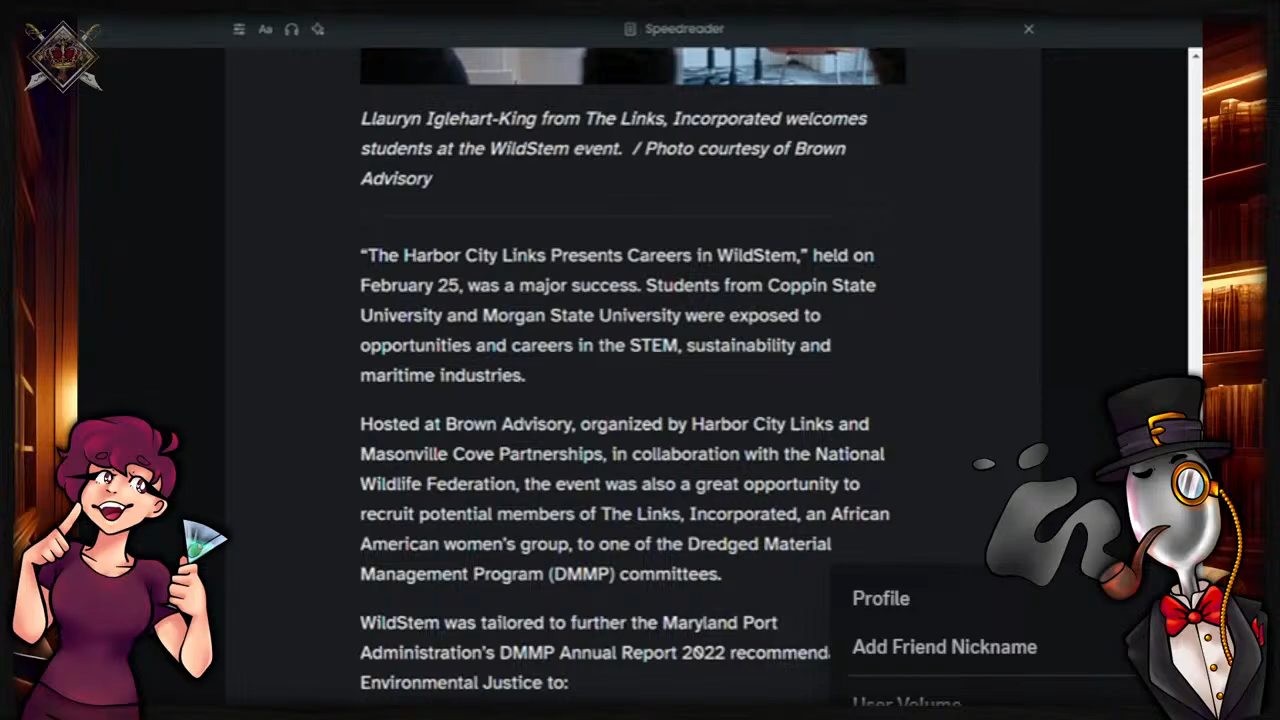 Aa
Speedreader
Llauryn Iglehart-King from The Links, Incorporated welcomes
students at the WildStem event. / Photo courtesy of Brown
Advisory
“The Harbor City Links Presents Careers in WildStem,” held on
February 25, was a major success. Students from Coppin State
University and Morgan State University were exposed to
opportunities and careers in the STEM, sustainability and
maritime industries.
Hosted at Brown Advisory, organized by Harbor City Links and
Masonville Cove Partnerships, in collaboration with the National
Wildlife Federation, the event was also a great opportunity to
recruit potential members of The Links, Incorporated, an African
American women’s group, to one of the Dredged Material
Management Program (DMMP) committees.
WildStem was tailored to further the Maryland Port
Administration’s DMMP Annual Report 2022 recommend
Environmental Justice to:
Profile
Add Friend Nickname
User Volume